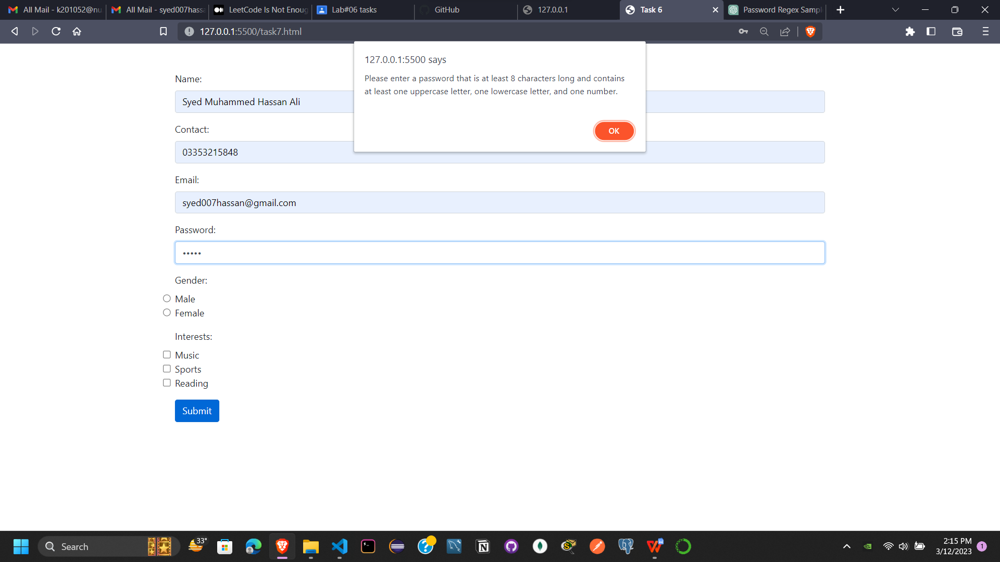 All Mail - k201052@nu
All Mail - syed007hassa
LeetCode Is Not Enoug
Lab#06 tasks
GitHub
127.0.0.1
Task 6
Password Regex Sampl
127.0.0.1:5500/task7.html
127.0.0.1:5500 says
Please enter a password that is at least 8 characters long and contains
at least one uppercase letter, one lowercase letter, and one number.
OK
Name:
Syed Muhammed Hassan Ali
Contact:
03353215848
Email:
syed007hassan@gmail.com
Password:
•••••
Gender:
Male
Female
Interests:
Music
Sports
Reading
Submit
Search
33°
2:15 PM
3/12/2023
1